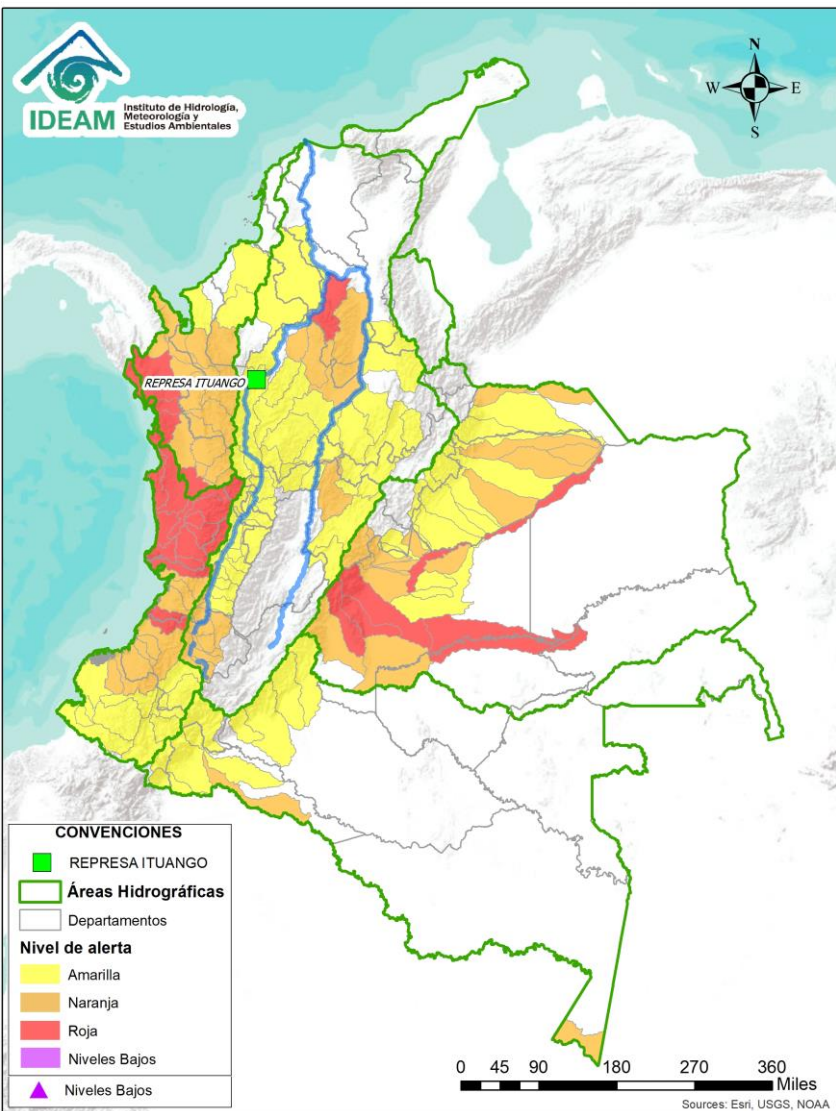 IDEAM
Instituto de Hidrología,
Meteorología y
Estudios Ambientales
N
W
E
S
REPRESA ITUANGO
CONVENCIONES
REPRESA ITUANGO
Áreas Hidrográficas
Departamentos
Nivel de alerta
Amarilla
Naranja
Roja
Niveles Bajos
Niveles Bajos
0 45 90 180 270 360
Miles
Sources: Esri, USGS, NOAA